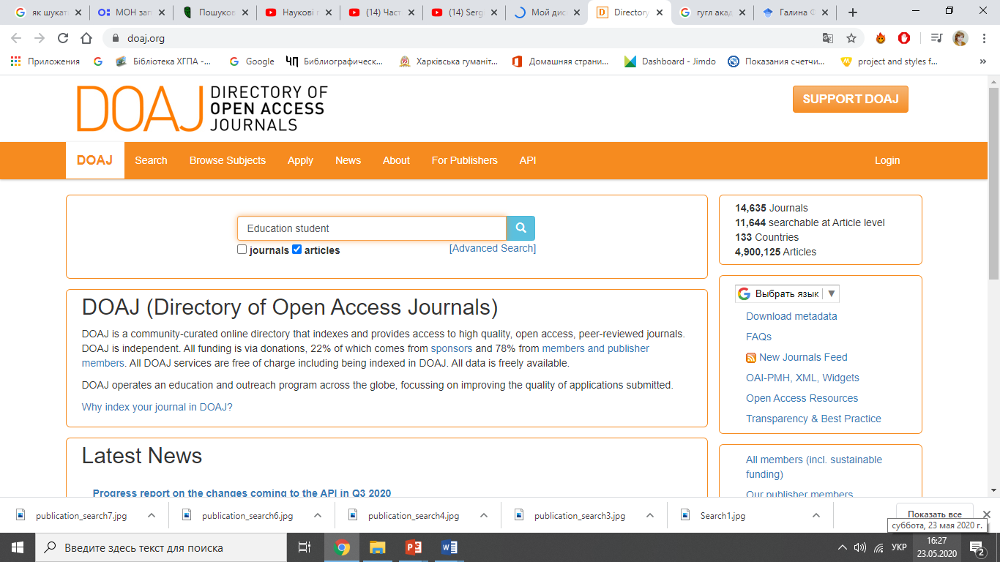 як шукати
МОН зап
Пошуков
Наукові п
(14) Част
(14) Sergi
Мой дис
Directory
гугл акад
Галина Ф
doaj.org
Приложения
Бібліотека ХГПА -...
Google
Библиографическ...
Харківська гуманіт...
Домашняя страни...
Dashboard - Jimdo
Показания счетчи...
project and styles f...
»
DOAJ DIRECTORY OF
OPEN ACCESS
JOURNALS
SUPPORT DOAJ
DOAJ Search Browse Subjects Apply News About For Publishers API Login
Education student
journals articles [Advanced Search]
14,635 Journals
11,644 searchable at Article level
133 Countries
4,900,125 Articles
DOAJ (Directory of Open Access Journals)
DOAJ is a community-curated online directory that indexes and provides access to high quality, open access, peer-reviewed journals.
DOAJ is independent. All funding is via donations, 22% of which comes from sponsors and 78% from members and publisher
members. All DOAJ services are free of charge including being indexed in DOAJ. All data is freely available.
DOAJ operates an education and outreach program across the globe, focussing on improving the quality of applications submitted.
Why index your journal in DOAJ?
Выбрать язык
Download metadata
FAQs
New Journals Feed
OAI-PMH, XML, Widgets
Open Access Resources
Transparency & Best Practice
Latest News
Progress report on the changes coming to the API in Q3 2020
All members (incl. sustainable
funding)
Our publisher members
publication_search7.jpg
publication_search6.jpg
publication_search4.jpg
publication_search3.jpg
Search1.jpg
Показать все
суббота, 23 мая 2020 г.
Введите здесь текст для поиска
УКР
16:27
23.05.2020
2